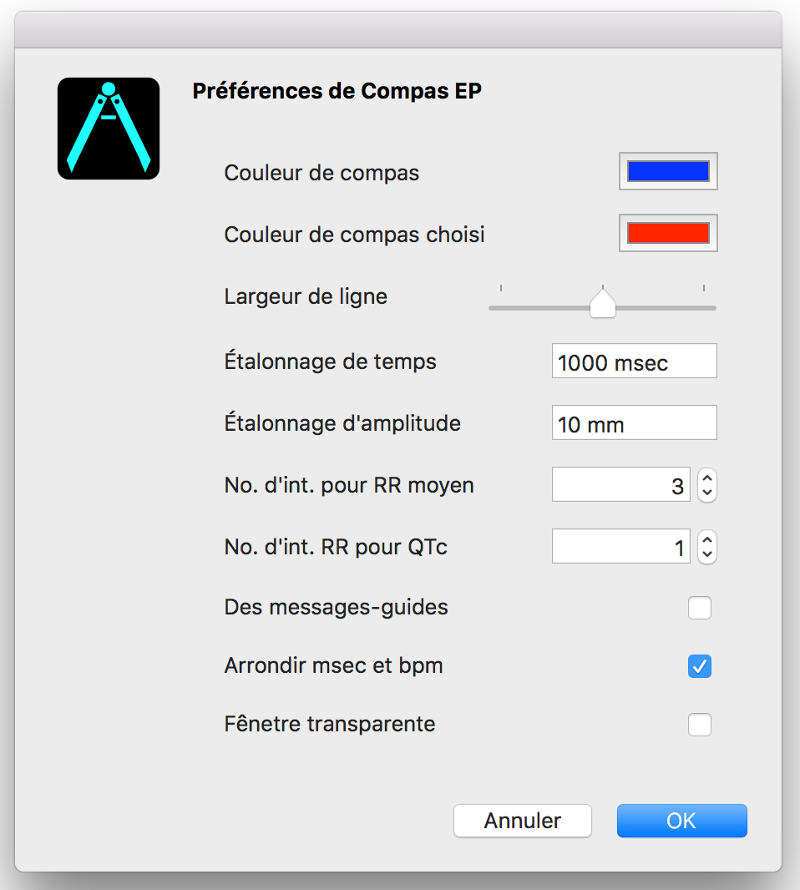 Préférences de Compas EP
Couleur de compas
Couleur de compas choisi
Largeur de ligne
Étalonnage de temps 1000 msec
Étalonnage d'amplitude 10 mm
No. d'int. pour RR moyen 3
No. d'int. RR pour QTc 1
Des messages-guides
Arrondir msec et bpm
Fênetre transparente
Annuler OK